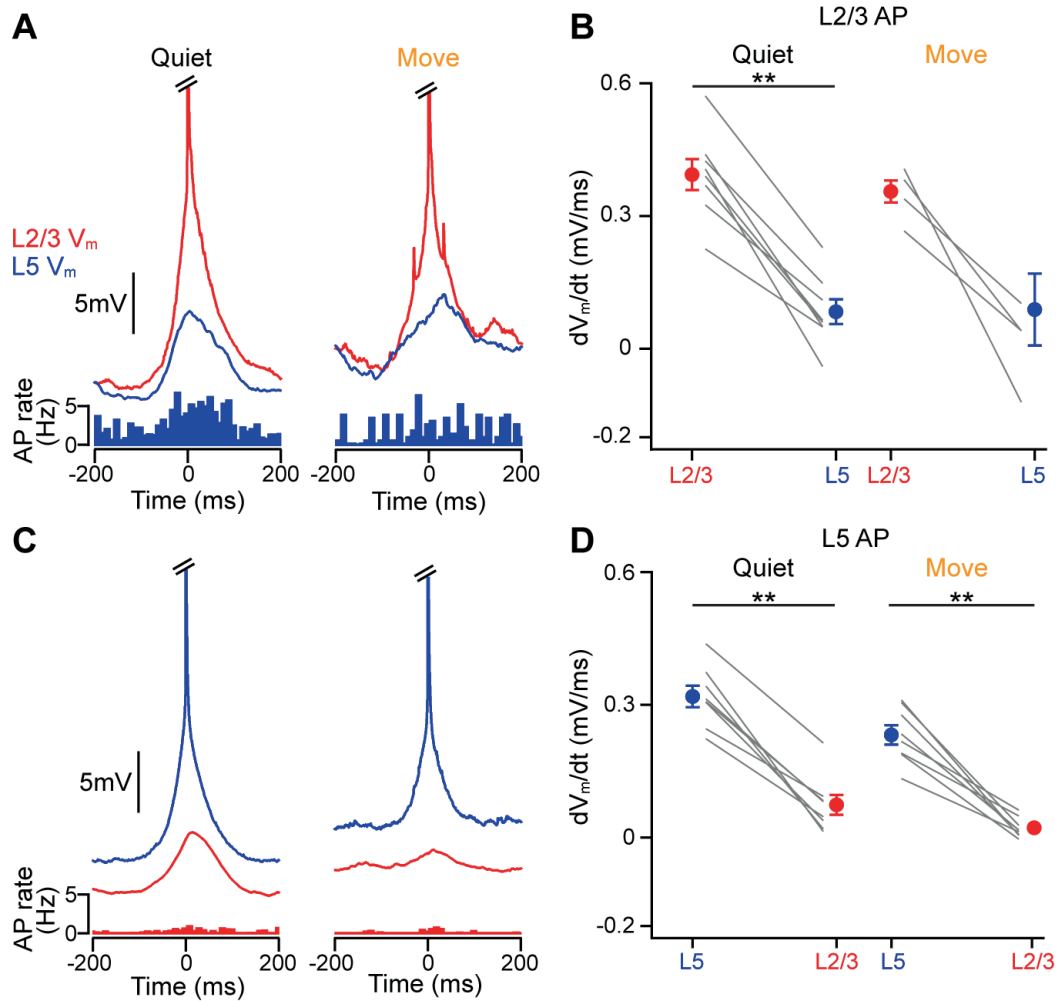 A
Quiet
Move
L2/3 Vm
L5 Vm
5mV
AP rate
(Hz)
5
0
-200
0
200
-200
0
200
Time (ms)
Time (ms)
B
L2/3 AP
Quiet
Move
**
dVm/dt (mV/ms)
0.6
0.3
0
-0.2
L2/3
L5
L2/3
L5
C
5mV
AP rate
(Hz)
5
0
-200
0
200
-200
0
200
Time (ms)
Time (ms)
D
L5 AP
Quiet
Move
**
**
dVm/dt (mV/ms)
0.6
0.3
0
-0.2
L5
L2/3
L5
L2/3